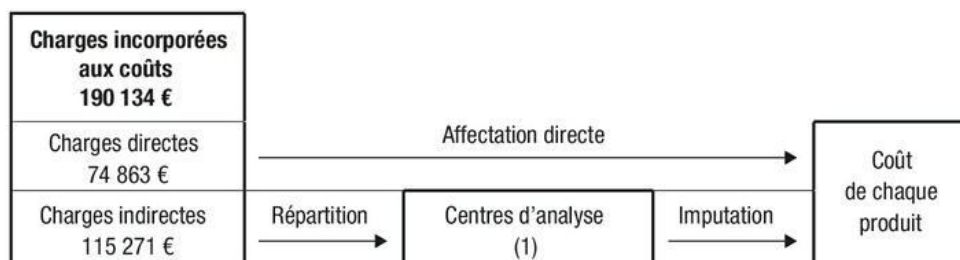 Charges incorporées
aux coûts
190 134 €
Charges directes
74 863 €
Affectation directe
Coût
de chaque
produit
Charges indirectes
115 271 €
Répartition
Centres d'analyse
(1)
Imputation